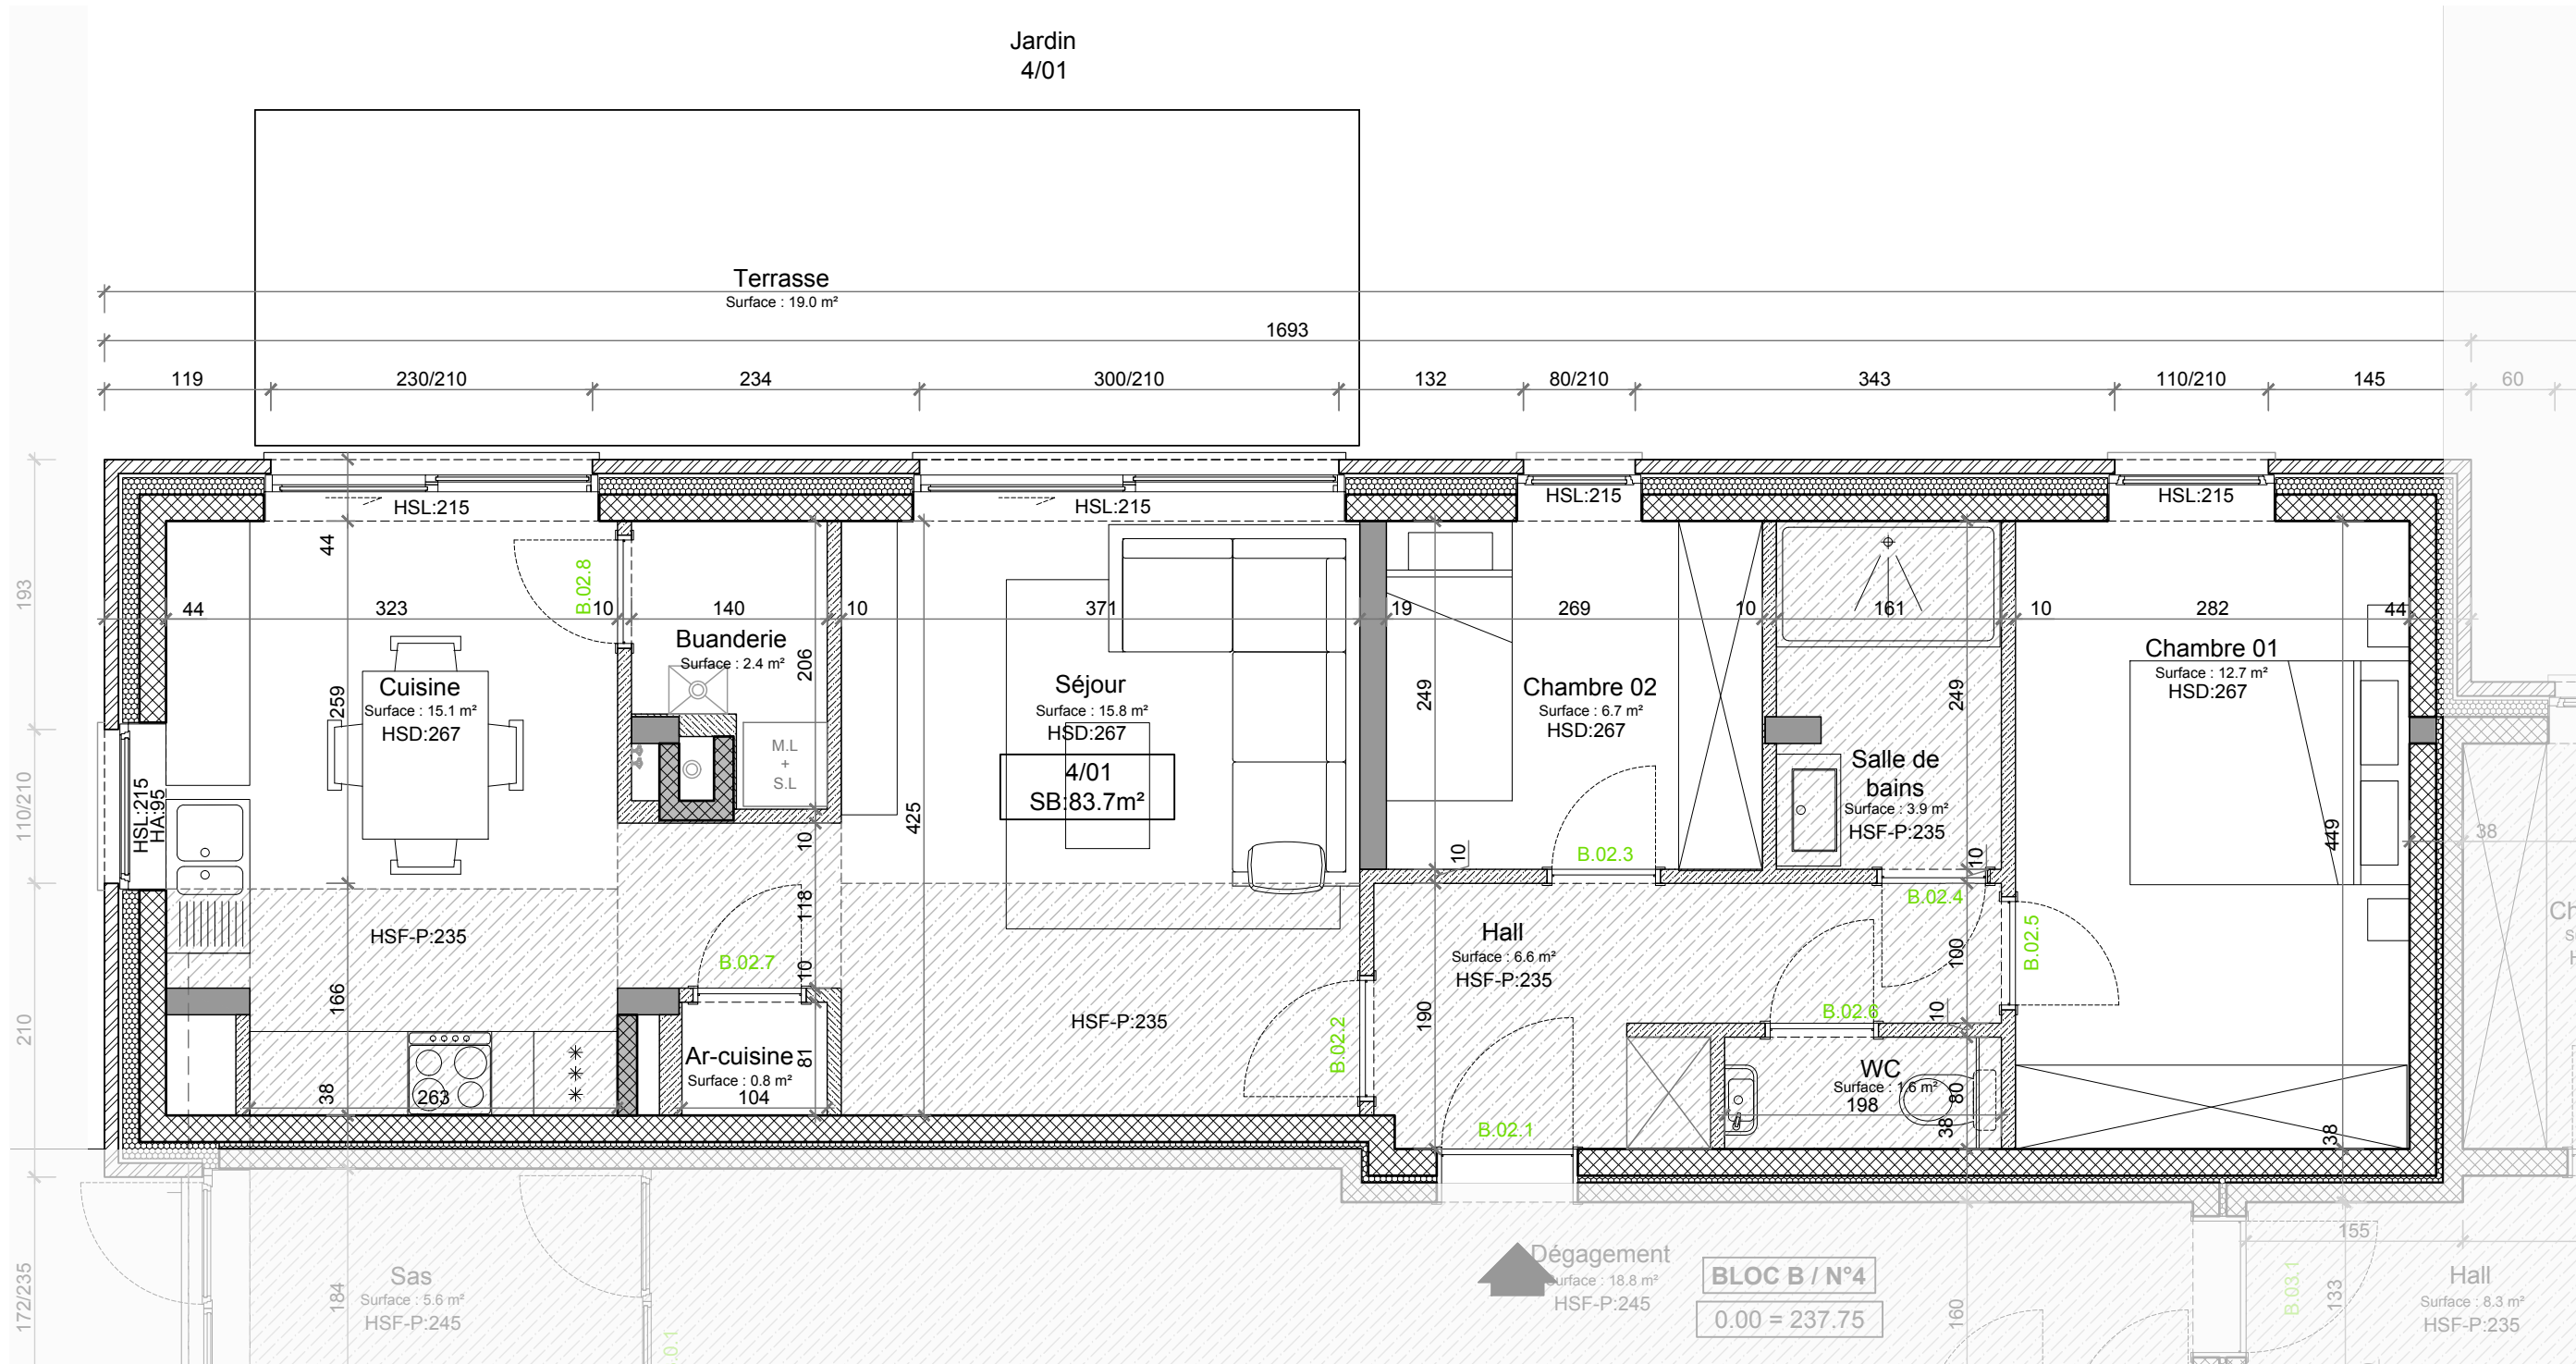 Jardin
4/01
Terrasse
Surface : 19.0 m²
1693
119
230/210
234
300/210
132
80/210
343
110/210
145
60
HSL:215
HSL:215
HSL:215
HSL:215
193
110/210
210
172/235
44
323
10
140
10
371
19
269
10
161
10
282
44
44
259
166
38
B.02.8
Buanderie
Surface : 2.4 m²
206
Cuisine
Surface : 15.1 m²
HSD:267
HSL:215
HA:95
M.L
+
S.L
Séjour
Surface : 15.8 m²
HSD:267
4/01
SB:83.7m²
425
249
Chambre 02
Surface : 6.7 m²
HSD:267
249
Salle de
bains
Surface : 3.9 m²
HSF-P:235
Chambre 01
Surface : 12.7 m²
HSD:267
449
38
10
118
10
81
10
B.02.3
10
B.02.4
B.02.5
HSF-P:235
B.02.7
HSF-P:235
B.02.2
Hall
Surface : 6.6 m²
HSF-P:235
190
100
10
B.02.6
Ar-cuisine
Surface : 0.8 m²
104
263
WC
Surface : 1.6 m²
198
80
38
38
B.02.1
Ch
S
H
Sas
Surface : 5.6 m²
HSF-P:245
184
0.1
Dégagement
Surface : 18.8 m²
HSF-P:245
BLOC B / N°4
0.00 = 237.75
160
155
B.03.1
133
Hall
Surface : 8.3 m²
HSF-P:235